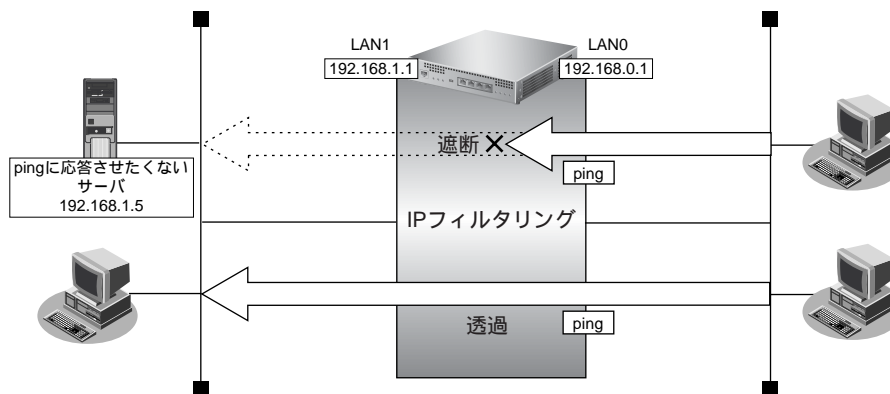 LAN1
LAN0
192.168.1.1
192.168.0.1
遮断
ping
pingに応答させたくない
サーバ
192.168.1.5
IPフィルタリング
透過
ping